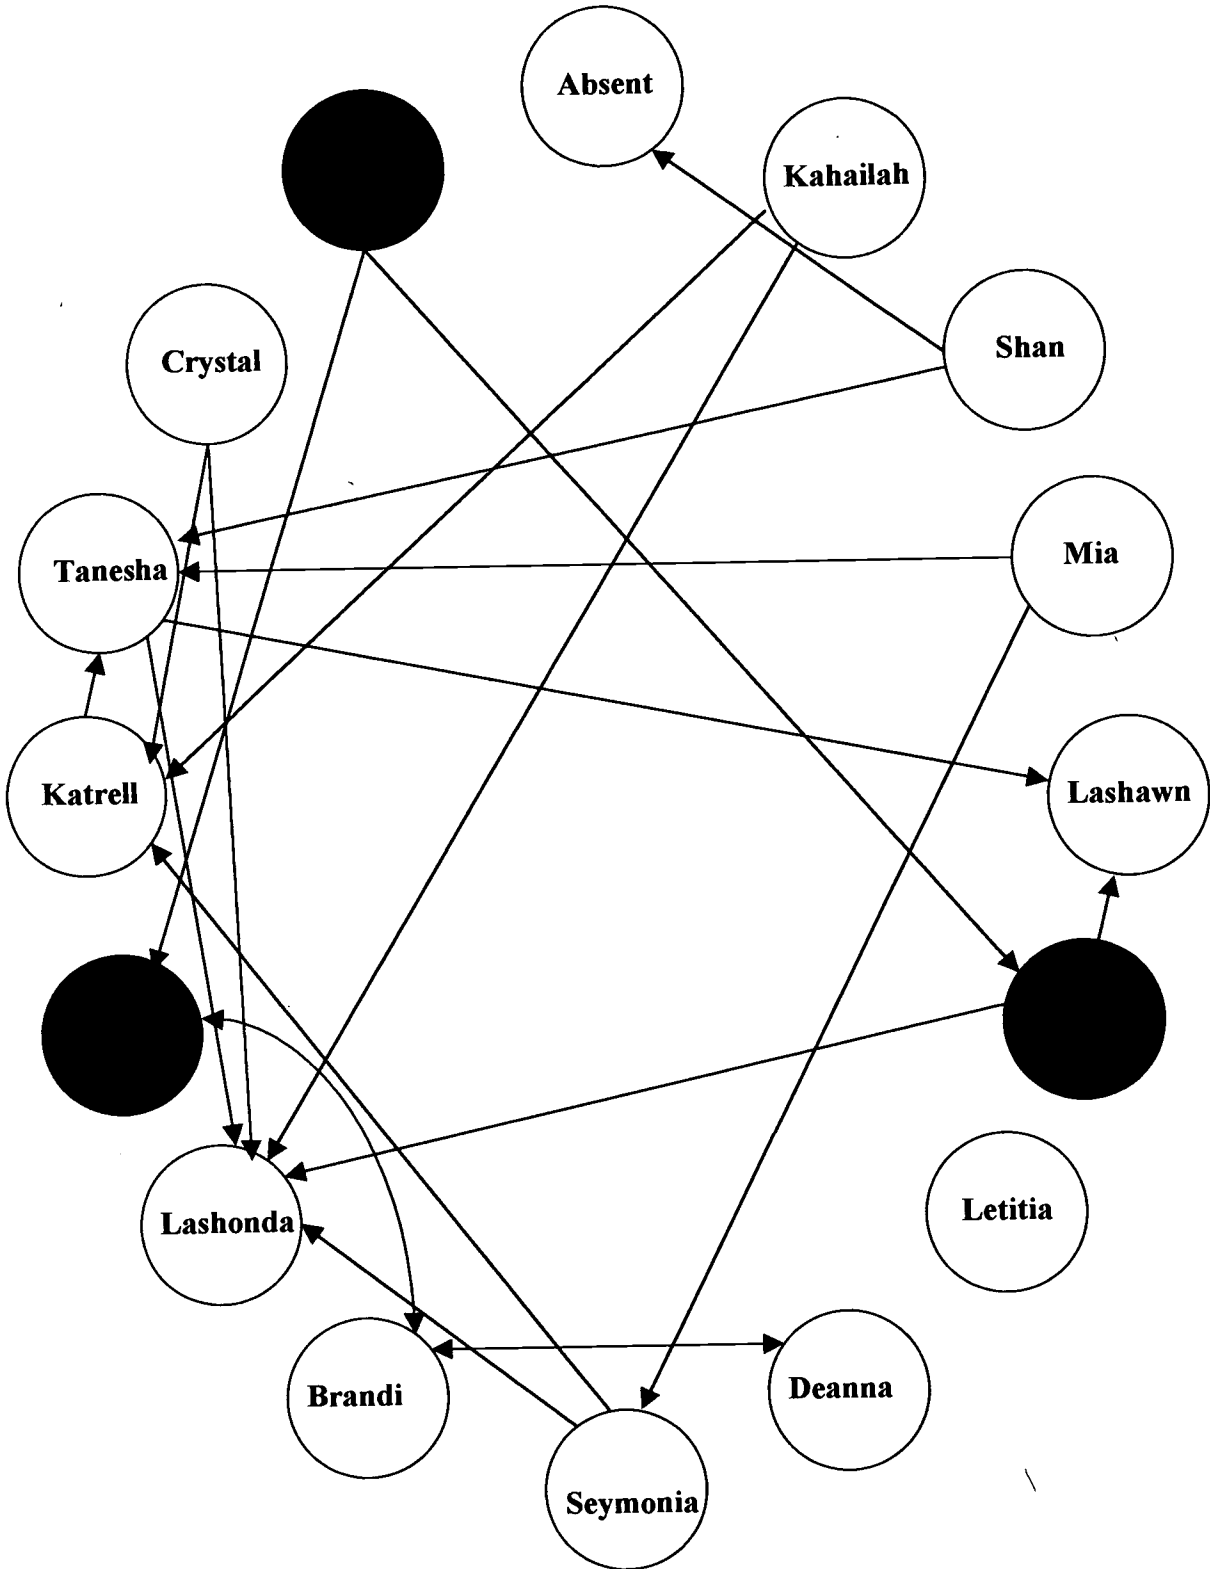 Absent
Kahailah
Crystal
Shan
Tanesha
Mia
Katrell
Lashawn
Lashonda
Letitia
Brandi
Deanna
Seymonia